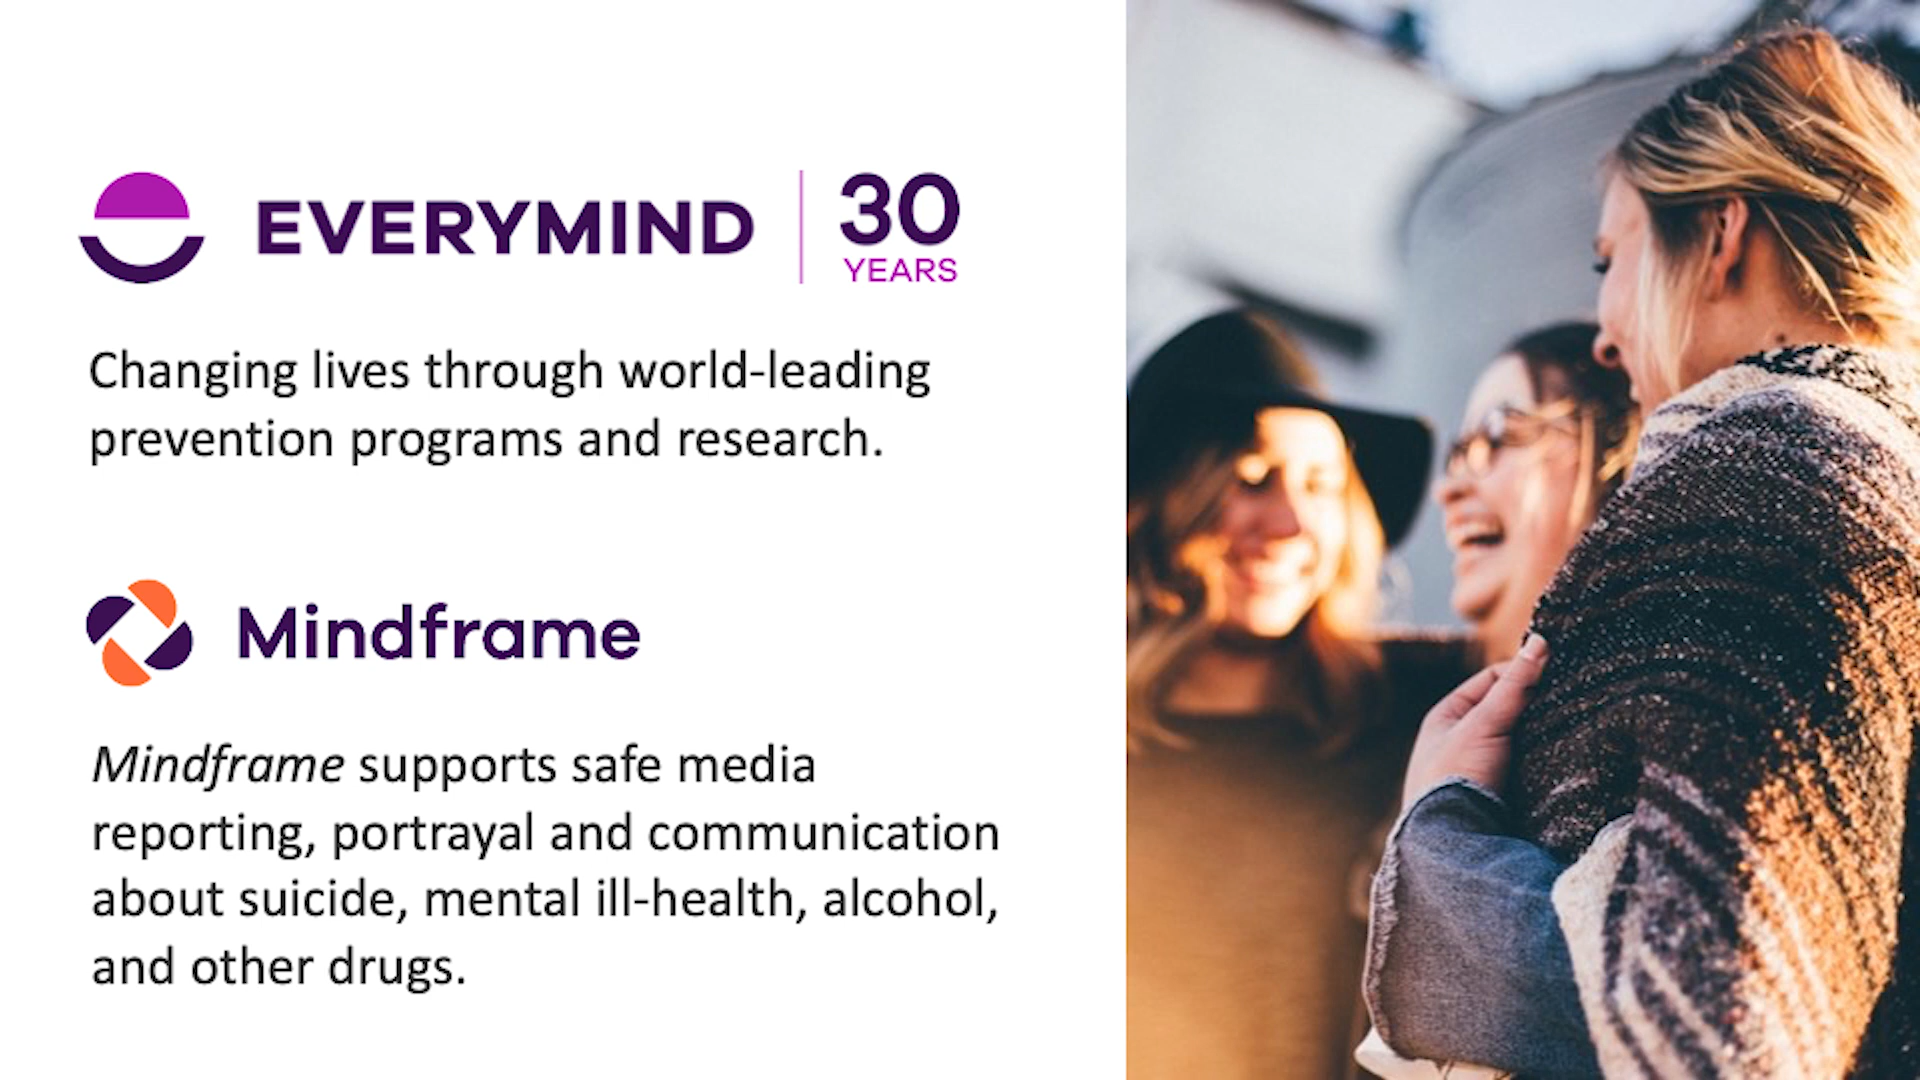 EVERYMIND
30
YEARS
Changing lives through world-leading
prevention programs and research.
Mindframe
Mindframe supports safe media
reporting, portrayal and communication
about suicide, mental ill-health, alcohol,
and other drugs.